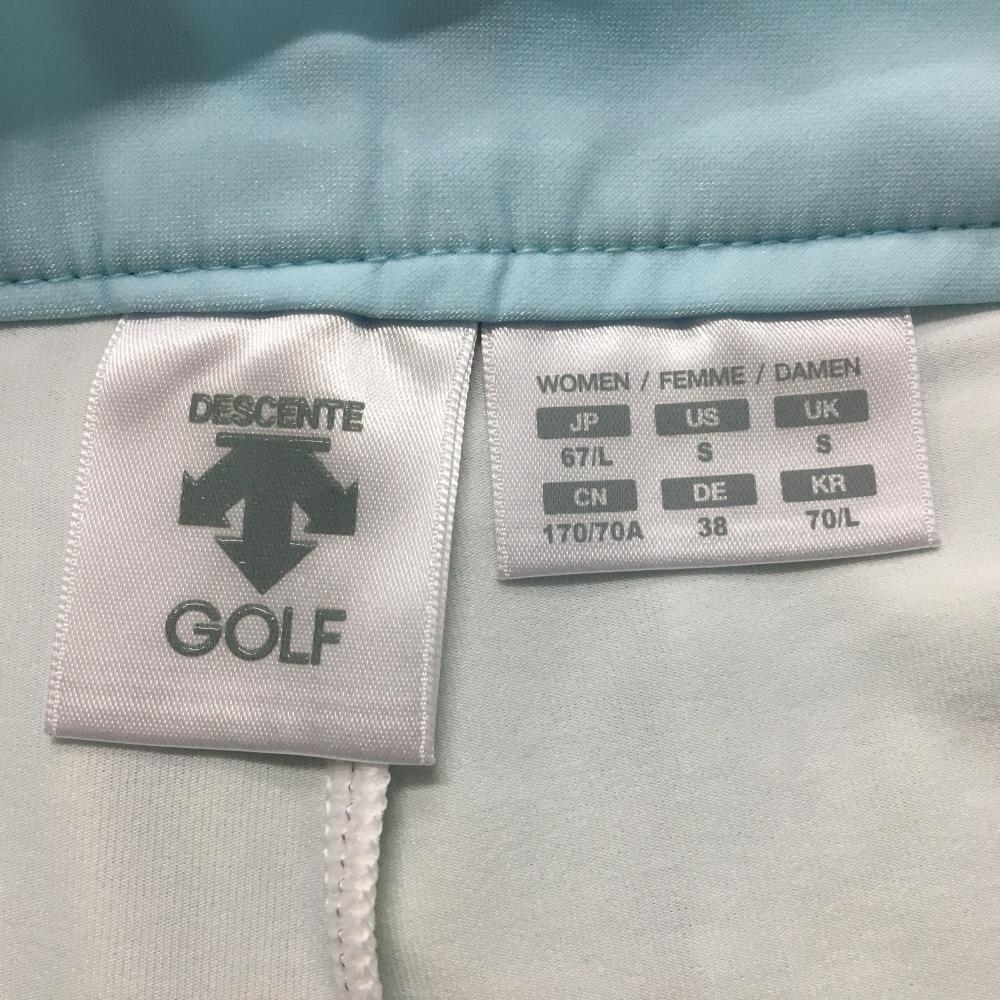 DESCENTE
GOLF
WOMEN / FEMME / DAMEN
JP US UK
67/L S S
CN DE KR
170/70A 38 70/L